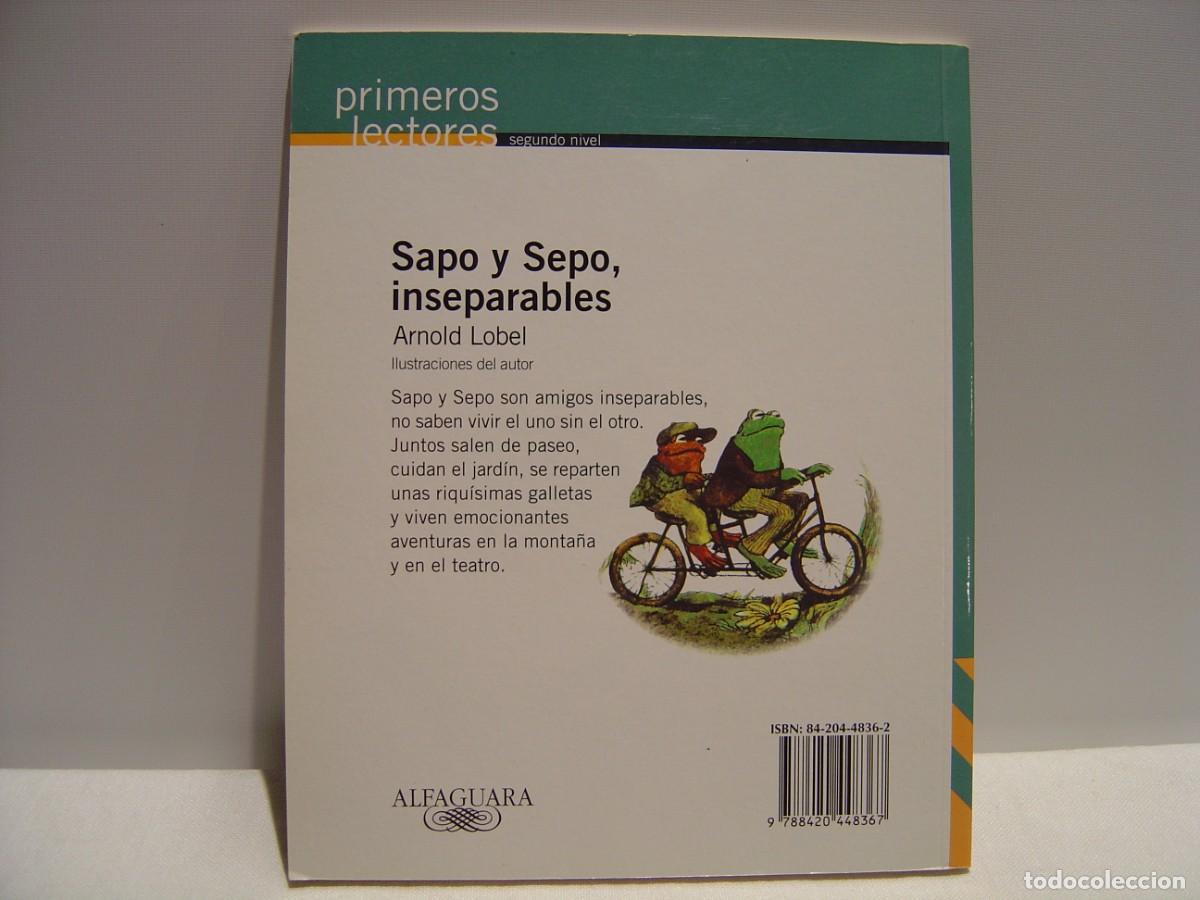 primeros
lectores segundo nivel
Sapo y Sepo,
inseparables
Arnold Lobel
Ilustraciones del autor
Sapo y Sepo son amigos inseparables,
no saben vivir el uno sin el otro.
Juntos salen de paseo,
cuidan el jardín, se reparten
unas riquísimas galletas
y viven emocionantes
aventuras en la montaña
y en el teatro.
ISBN: 84-204-4836-2
9 788420 448367
ALFAGUARA
todocoleccion